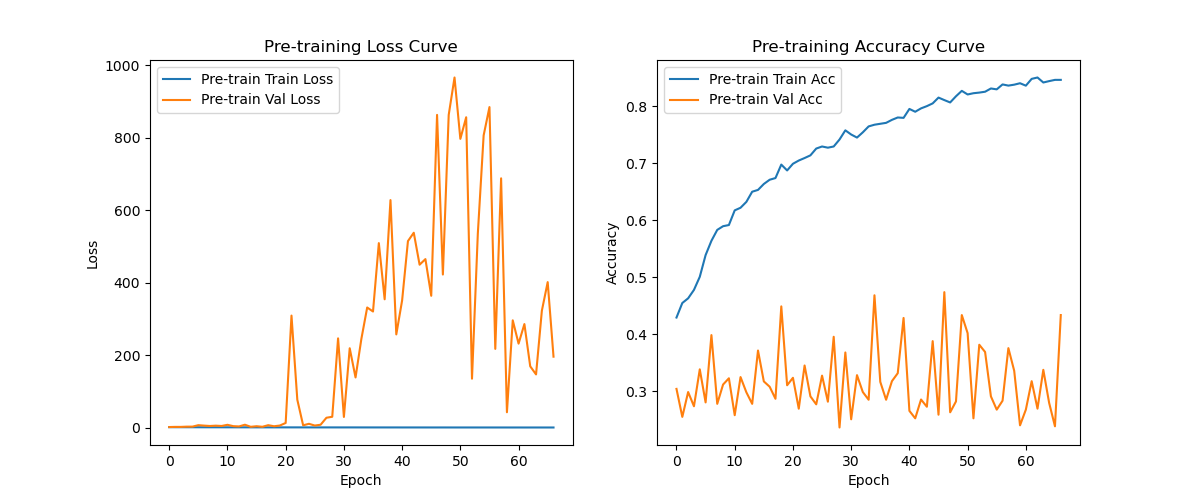 Pre-training Loss Curve
Pre-train Train Loss
Pre-train Val Loss
1000
800
600
400
200
0
Loss
0 10 20 30 40 50 60
Epoch
Pre-training Accuracy Curve
Pre-train Train Acc
Pre-train Val Acc
0.8
0.7
0.6
0.5
0.4
0.3
Accuracy
0 10 20 30 40 50 60
Epoch